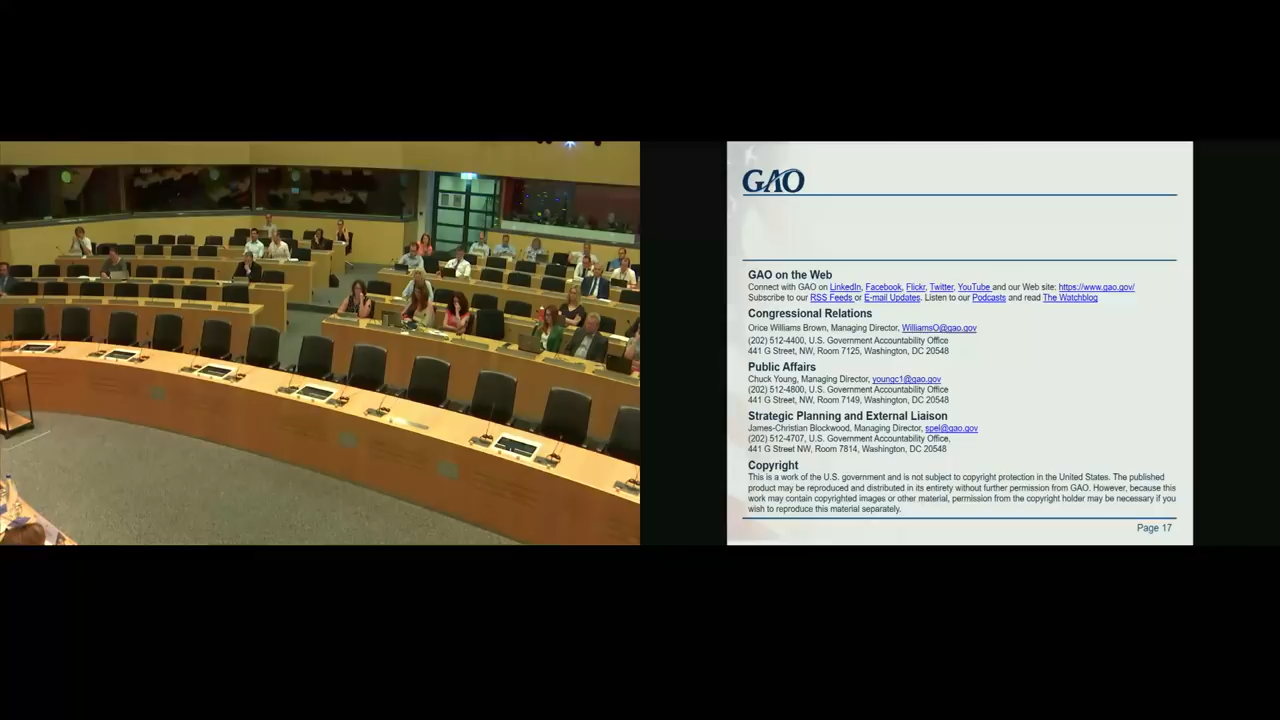 GAO
GAO on the Web
Connect with GAO on LinkedIn, Facebook, Flickr, Twitter, YouTube and our Web site: https://www.gao.gov/
Subscribe to our RSS Feeds or E-mail Updates. Listen to our Podcasts and read The Watchblog
Congressional Relations
Orice Williams Brown, Managing Director, WilliamsO@gao.gov
(202) 512-4400, U.S. Government Accountability Office
441 G Street, NW, Room 7125, Washington, DC 20548
Public Affairs
Chuck Young, Managing Director, youngc1@gao.gov
(202) 512-4800, U.S. Government Accountability Office
441 G Street, NW, Room 7149, Washington, DC 20548
Strategic Planning and External Liaison
James-Christian Blockwood, Managing Director, spel@gao.gov
(202) 512-4707, U.S. Government Accountability Office,
441 G Street NW, Room 7814, Washington, DC 20548
Copyright
This is a work of the U.S. government and is not subject to copyright protection in the United States. The published
product may be reproduced and distributed in its entirety without further permission from GAO. However, because this
work may contain copyrighted images or other material, permission from the copyright holder may be necessary if you
wish to reproduce this material separately.
Page 17